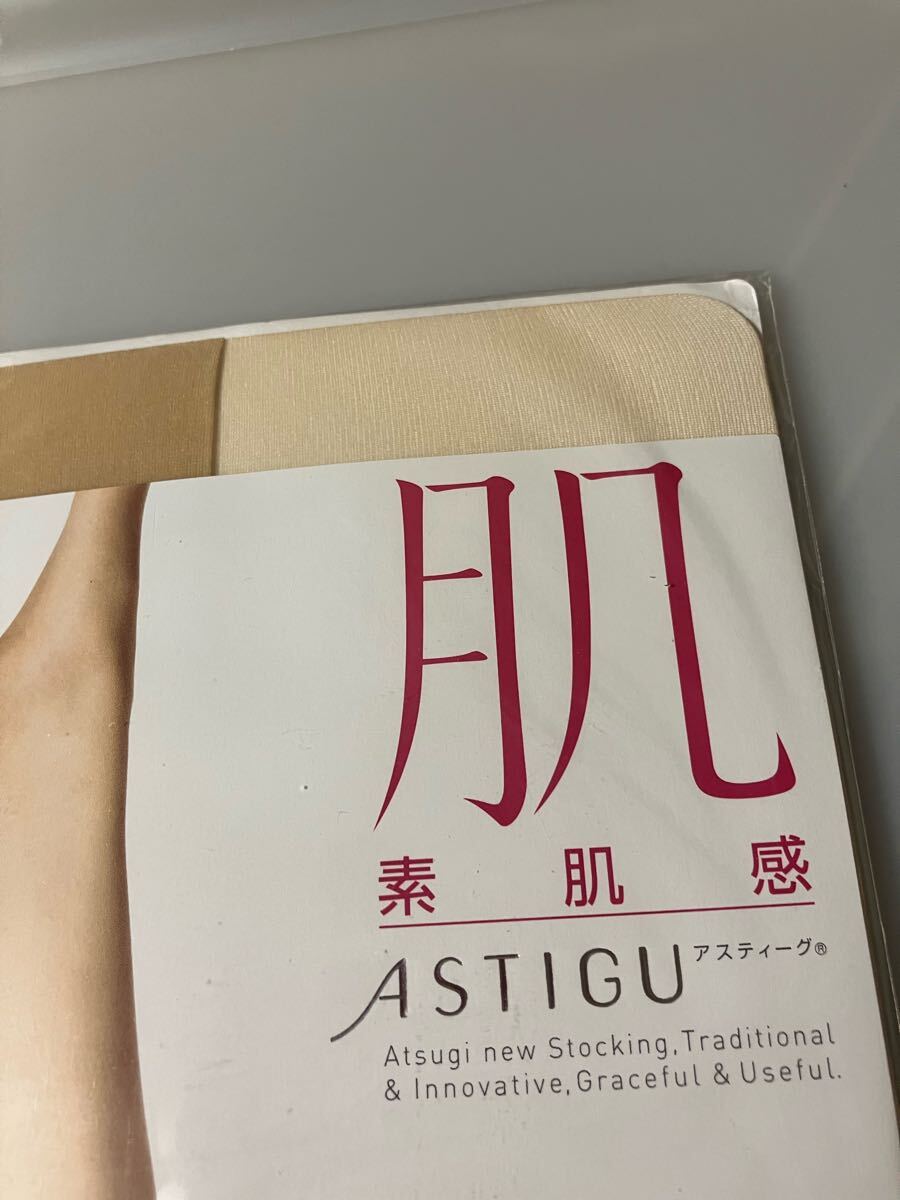 肌
素肌感
ASTIGU アスティーグ®
Atsugi new Stocking,Traditional
& Innovative,Graceful & Useful.